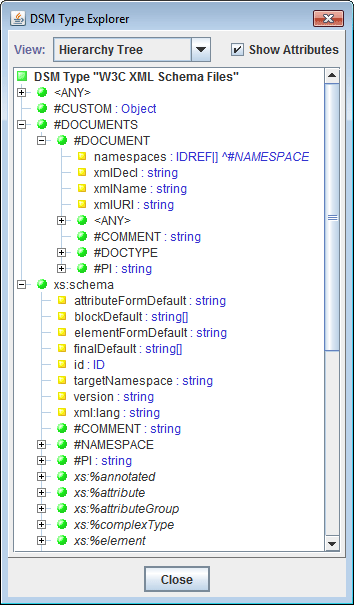 DSM Type Explorer
View: Hierarchy Tree Show Attributes
DSM Type "W3C XML Schema Files"
<ANY>
#CUSTOM : Object
#DOCUMENTS
#DOCUMENT
namespaces : IDREF[] ^#NAMESPACE
xmlDecl : string
xmlName : string
xmlURI : string
<ANY>
#COMMENT : string
#DOCTYPE
#PI : string
xs:schema
attributeFormDefault : string
blockDefault : string[]
elementFormDefault : string
finalDefault : string[]
id : ID
targetNamespace : string
version : string
xml:lang : string
#COMMENT : string
#NAMESPACE
#PI : string
xs:%annotated
xs:%attribute
xs:%attributeGroup
xs:%complexType
xs:%element
Close